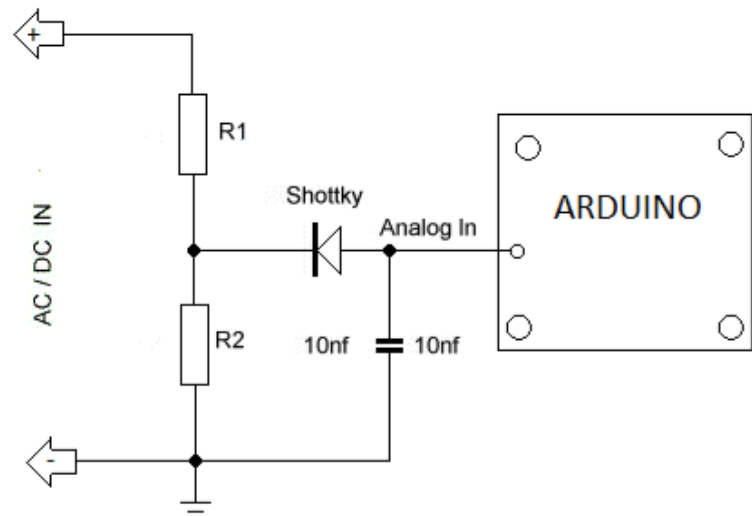 +
R1
Shottky
Analog In
ARDUINO
AC / DC IN
R2
10nf
10nf
-